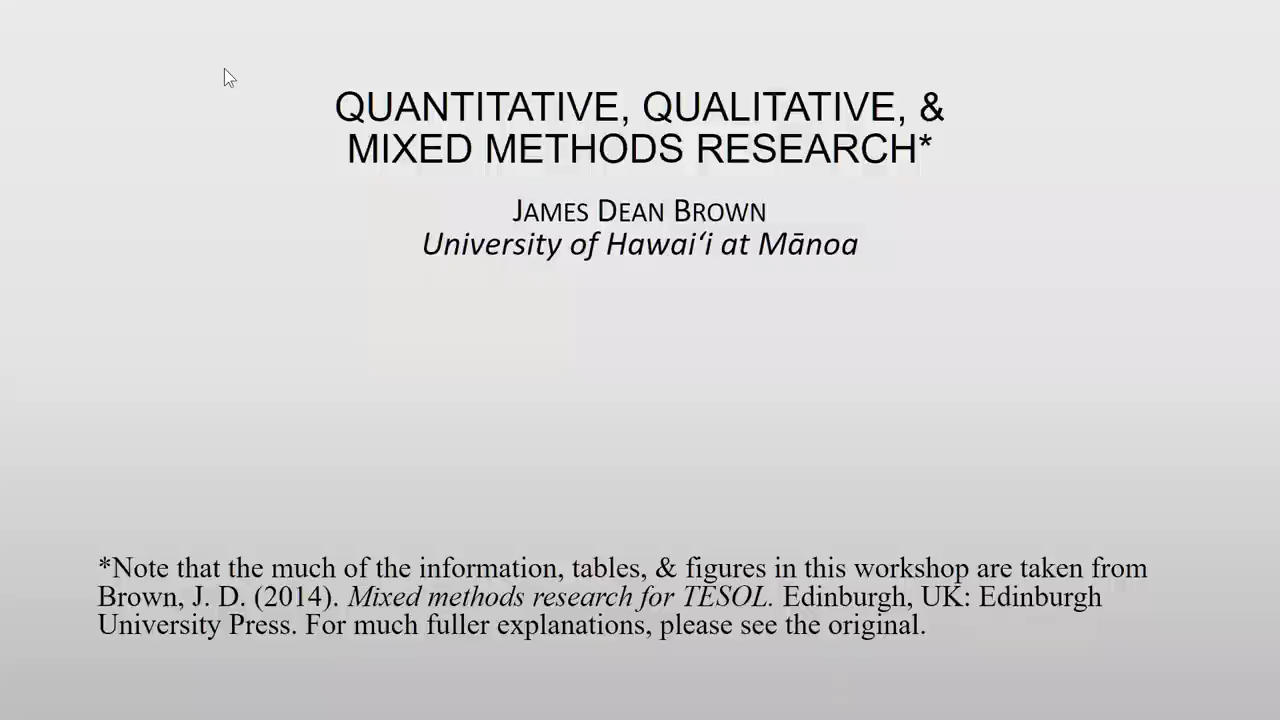 QUANTITATIVE, QUALITATIVE, &
MIXED METHODS RESEARCH*
JAMES DEAN BROWN
University of Hawai‘i at Mānoa
*Note that the much of the information, tables, & figures in this workshop are taken from
Brown, J. D. (2014). Mixed methods research for TESOL. Edinburgh, UK: Edinburgh
University Press. For much fuller explanations, please see the original.